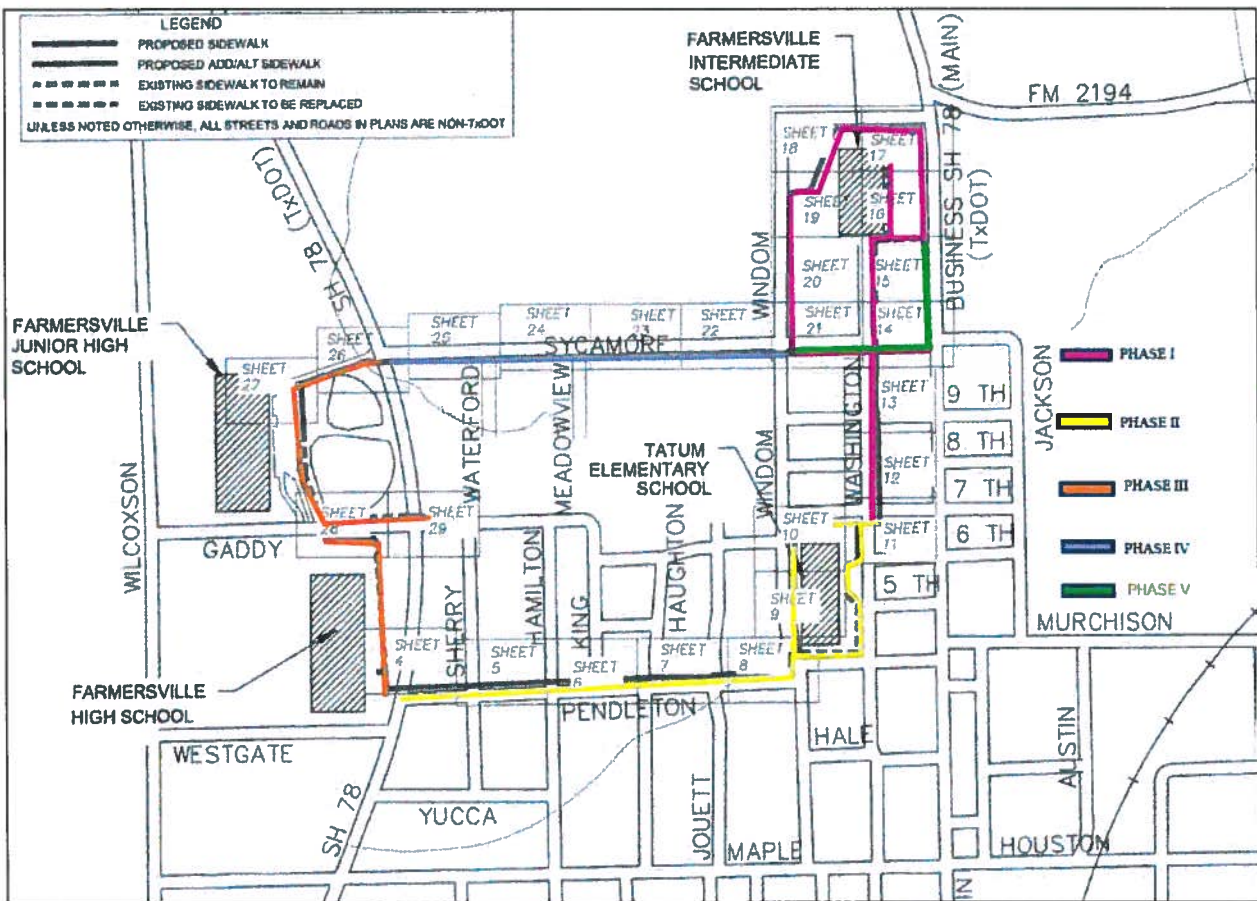 LEGEND
PROPOSED SIDEWALK
PROPOSED ADD/ALT SIDEWALK
EXISTING SIDEWALK TO REMAIN
EXISTING SIDEWALK TO BE REPLACED
UNLESS NOTED OTHERWISE, ALL STREETS AND ROADS IN PLANS ARE NON-TxDOT
FARMERSVILLE
INTERMEDIATE
SCHOOL
BUSINESS SH 78 (MAIN)
(TxDOT)
FM 2194
SH 78 (TxDOT)
SHEET
18
SHEET
17
SHEET
19
SHEET
16
WINDOM
SHEET
20
SHEET
15
SHEET
21
SHEET
14
SHEET
22
SHEET
23
SHEET
24
SHEET
25
SHEET
26
SHEET
27
SYCAMORE
FARMERSVILLE
JUNIOR HIGH
SCHOOL
WILCOXSON
WATERFORD
MEADOWVIEW
WINDOM
WASHINGTON
SHEET
13
SHEET
12
9 TH
8 TH
7 TH
6 TH
5 TH
JACKSON
PHASE I
PHASE II
PHASE III
PHASE IV
PHASE V
TATUM
ELEMENTARY
SCHOOL
SHEET
10
SHEET
11
SHEET
9
SHEET
28
SHEET
29
GADDY
SHERRY
HAMILTON
KING
HAUGHTON
MURCHISON
SHEET
4
SHEET
5
SHEET
6
SHEET
7
SHEET
8
FARMERSVILLE
HIGH SCHOOL
PENDLETON
WESTGATE
HALE
AUSTIN
SH 78
YUCCA
JOUETT
MAPLE
HOUSTON
IN